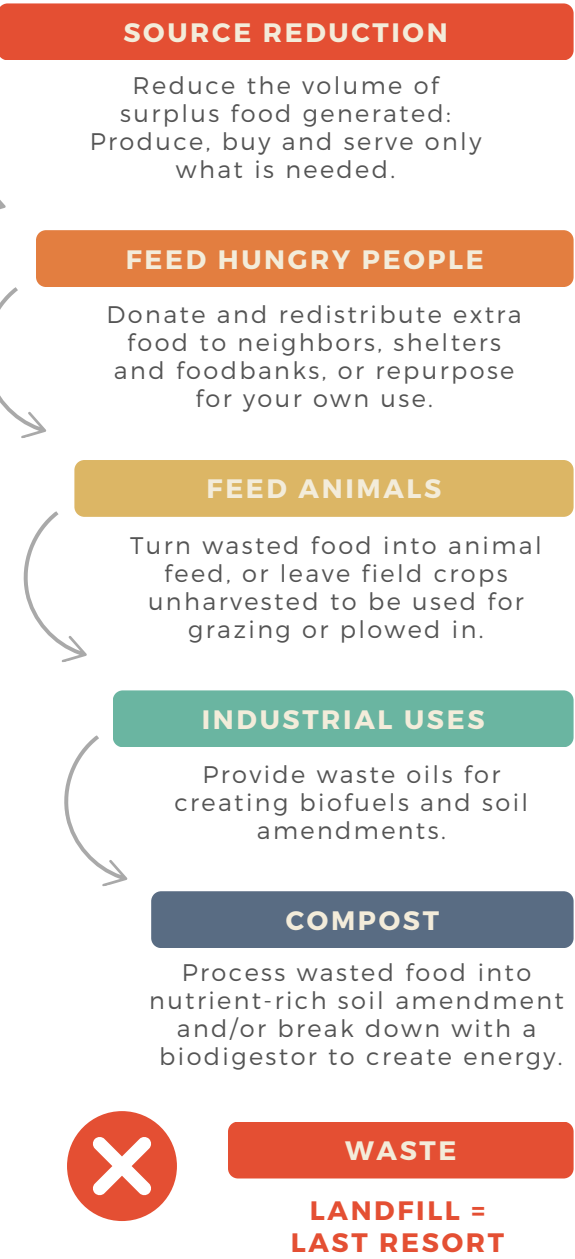 SOURCE REDUCTION
Reduce the volume of
surplus food generated:
Produce, buy and serve only
what is needed.
FEED HUNGRY PEOPLE
Donate and redistribute extra
food to neighbors, shelters
and foodbanks, or repurpose
for your own use.
FEED ANIMALS
Turn wasted food into animal
feed, or leave field crops
unharvested to be used for
grazing or plowed in.
INDUSTRIAL USES
Provide waste oils for
creating biofuels and soil
amendments.
COMPOST
Process wasted food into
nutrient-rich soil amendment
and/or break down with a
biodigestor to create energy.
WASTE
LANDFILL =
LAST RESORT